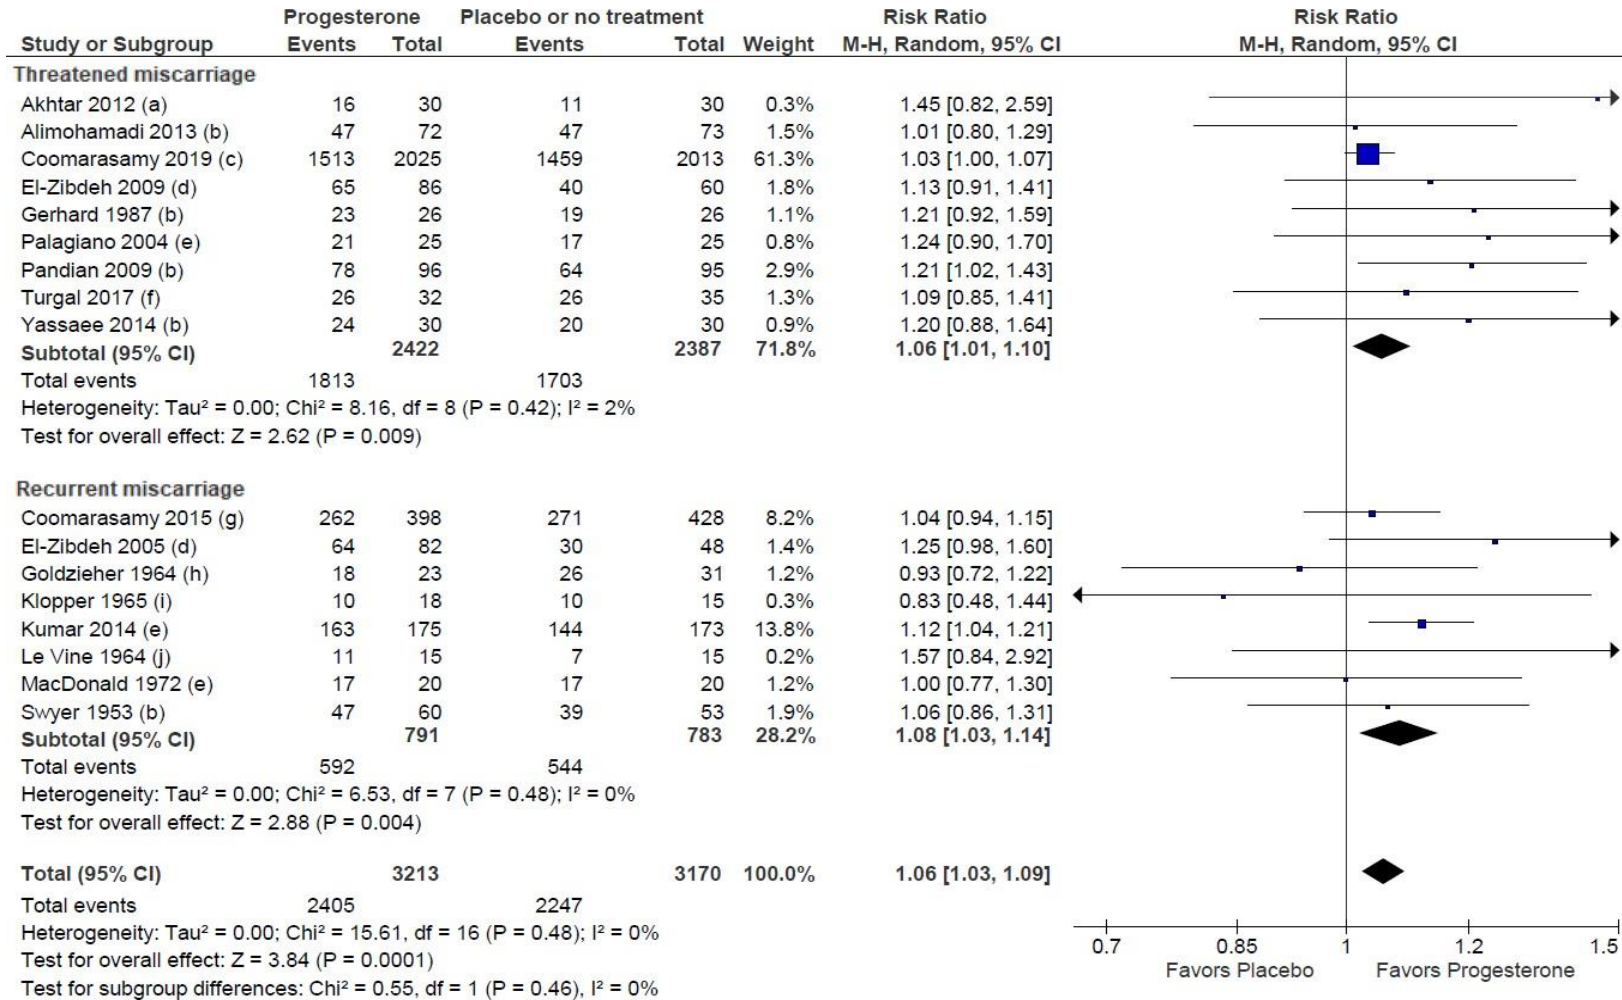 Progesterone Placebo or no treatment Risk Ratio Risk Ratio
Study or Subgroup Events Total Events Total Weight M-H, Random, 95% CI M-H, Random, 95% CI
Threatened miscarriage
Akhtar 2012 (a) 16 30 11 30 0.3% 1.45 [0.82, 2.59]
Alimohamadi 2013 (b) 47 72 47 73 1.5% 1.01 [0.80, 1.29]
Coomarasamy 2019 (c) 1513 2025 1459 2013 61.3% 1.03 [1.00, 1.07]
El-Zibdeh 2009 (d) 65 86 40 60 1.8% 1.13 [0.91, 1.41]
Gerhard 1987 (b) 23 26 19 26 1.1% 1.21 [0.92, 1.59]
Palagiano 2004 (e) 21 25 17 25 0.8% 1.24 [0.90, 1.70]
Pandian 2009 (b) 78 96 64 95 2.9% 1.21 [1.02, 1.43]
Turgal 2017 (f) 26 32 26 35 1.3% 1.09 [0.85, 1.41]
Yassaee 2014 (b) 24 30 20 30 0.9% 1.20 [0.88, 1.64]
Subtotal (95% CI) 2422 2387 71.8% 1.06 [1.01, 1.10]
Total events 1813 1703
Heterogeneity: Tau² = 0.00; Chi² = 8.16, df = 8 (P = 0.42); I² = 2%
Test for overall effect: Z = 2.62 (P = 0.009)
Recurrent miscarriage
Coomarasamy 2015 (g) 262 398 271 428 8.2% 1.04 [0.94, 1.15]
El-Zibdeh 2005 (d) 64 82 30 48 1.4% 1.25 [0.98, 1.60]
Goldzieher 1964 (h) 18 23 26 31 1.2% 0.93 [0.72, 1.22]
Klopper 1965 (i) 10 18 10 15 0.3% 0.83 [0.48, 1.44]
Kumar 2014 (e) 163 175 144 173 13.8% 1.12 [1.04, 1.21]
Le Vine 1964 (j) 11 15 7 15 0.2% 1.57 [0.84, 2.92]
MacDonald 1972 (e) 17 20 17 20 1.2% 1.00 [0.77, 1.30]
Swyer 1953 (b) 47 60 39 53 1.9% 1.06 [0.86, 1.31]
Subtotal (95% CI) 791 783 28.2% 1.08 [1.03, 1.14]
Total events 592 544
Heterogeneity: Tau² = 0.00; Chi² = 6.53, df = 7 (P = 0.48); I² = 0%
Test for overall effect: Z = 2.88 (P = 0.004)
Total (95% CI) 3213 3170 100.0% 1.06 [1.03, 1.09]
Total events 2405 2247
Heterogeneity: Tau² = 0.00; Chi² = 15.61, df = 16 (P = 0.48); I² = 0%
Test for overall effect: Z = 3.84 (P = 0.0001)
Test for subgroup differences: Chi² = 0.55, df = 1 (P = 0.46), I² = 0%
0.7 0.85 1 1.2 1.5
Favors Placebo Favors Progesterone